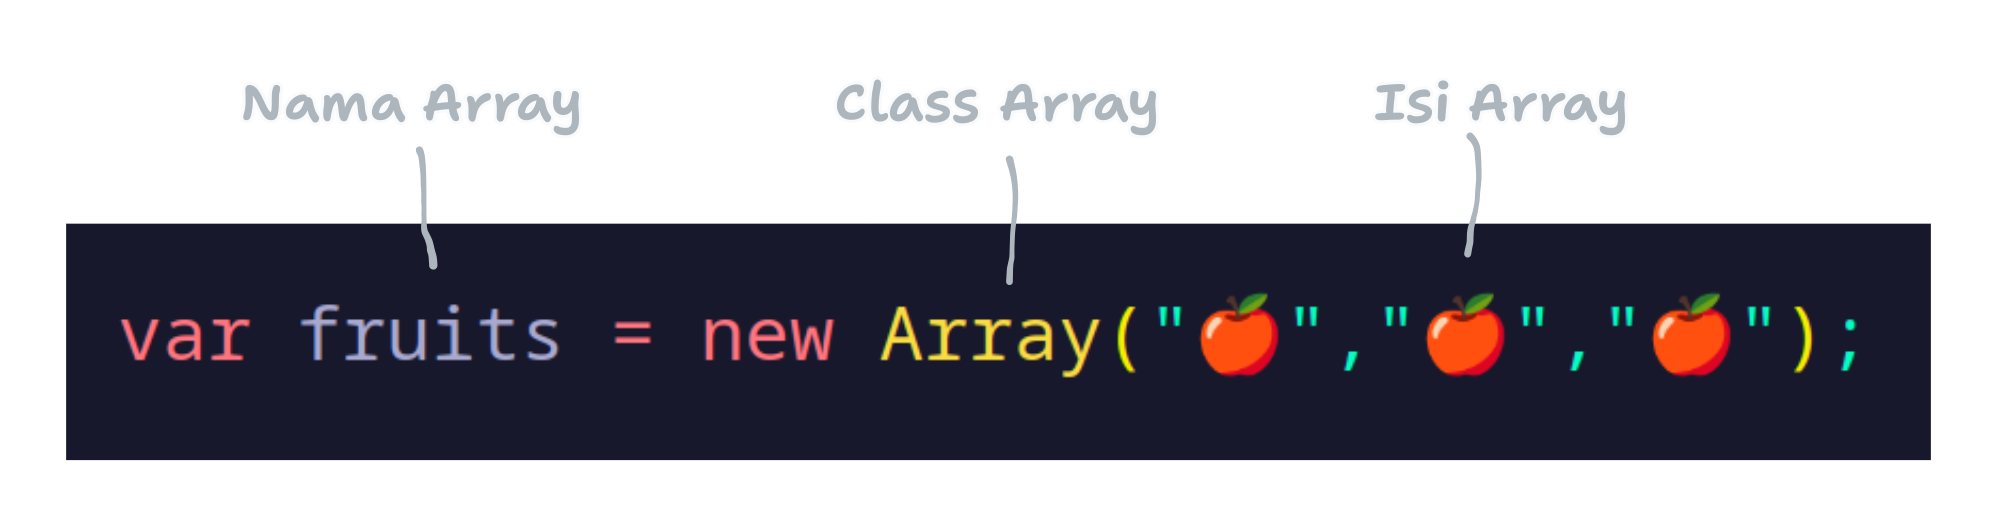 Nama Array Class Array Isi Array
var fruits = new Array("🍎","🍎","🍎");